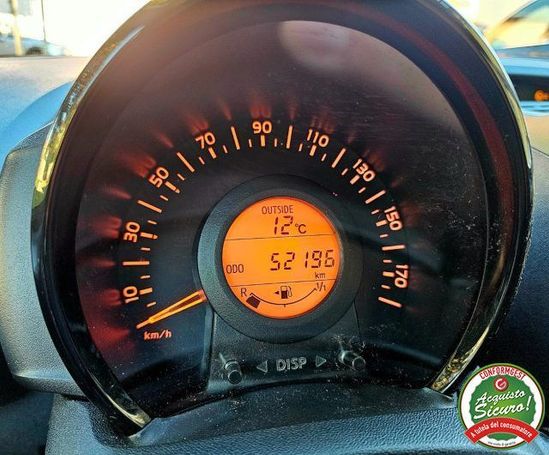 10 30 50 70 90 110 130 150 170
km/h
OUTSIDE
12°C
ODO 52196
km
R 1/1
DISP
CONFORMGEST
Acquisto
Sicuro!
A tutela del consumatore